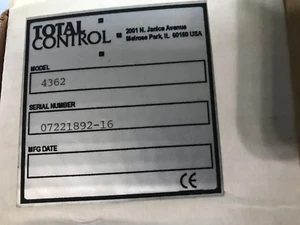 TOTAL
CONTROL
2001 N. Janice Avenue
Melrose Park, IL 60160 USA
MODEL
4362
SERIAL NUMBER
07221892-16
MFG DATE
CE